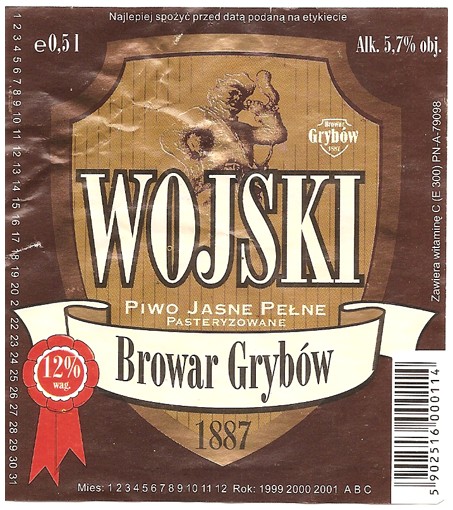 Najlepiej spożyć przed datą podaną na etykiecie
e 0,5 l
Alk. 5,7% obj.
Browar
Grybów
1887
WOJSKI
PIWO JASNE PEŁNE
PASTERYZOWANE
Browar Grybów
12%
wag.
1887
1 2 3 4 5 6 7 8 9 10 11 12 13 14 15 16 17 18 19 20 2 22 23 24 25 26 27 28 29 30 31
Zawiera witaminę C (E 300) PN-A-79098
5 902516 000114
Mies: 1 2 3 4 5 6 7 8 9 10 11 12 Rok: 1999 2000 2001 A B C